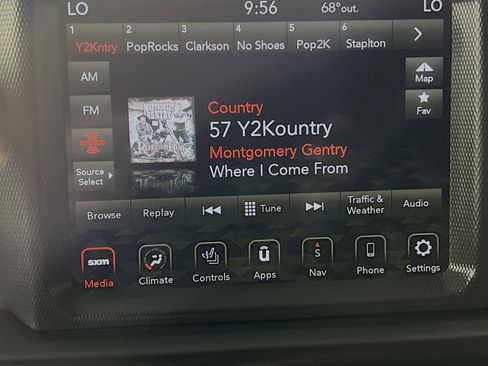 LO 9:56 68°out. LO
1 2 3 4 5 6
Y2Kntry PopRocks Clarkson No Shoes Pop2K Staplton
AM
Map
FM
Fav
Country
57 Y2Kountry
Montgomery Gentry
Where I Come From
Source
Select
Browse Replay Tune Traffic & Weather Audio
sxm
S
Media Climate Controls Apps Nav Phone Settings